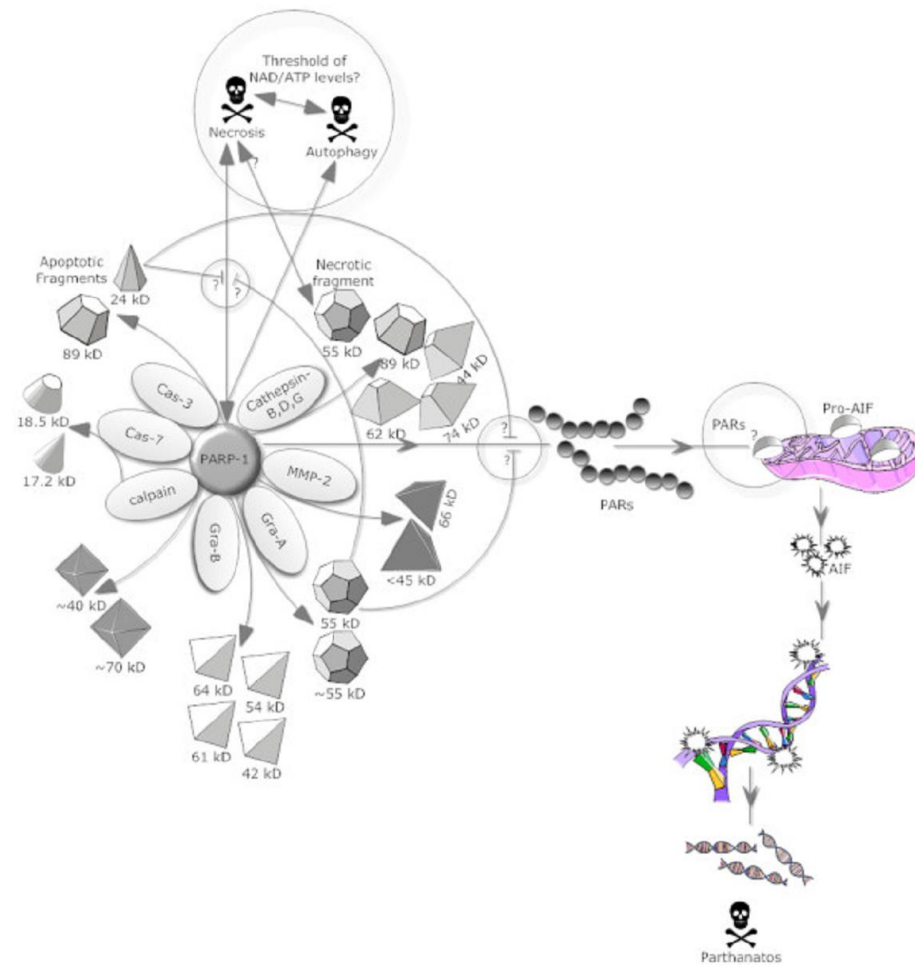 Threshold of
NAD/ATP levels?
Necrosis
Autophagy
?
Apoptotic
Fragments
24 kD
89 kD
?
?
Necrotic
fragment
55 kD
89 kD
44 kD
62 kD
74 kD
18.5 kD
17.2 kD
Cas-3
Cas-7
calpain
Cathepsin-
B,D,G
PARP-1
MMP-2
Gra-A
Gra-B
66 kD
<45 kD
~40 kD
~70 kD
55 kD
~55 kD
64 kD
54 kD
61 kD
42 kD
?
?
PARs
PARs
?
Pro-AIF
AIF
Parthanatos